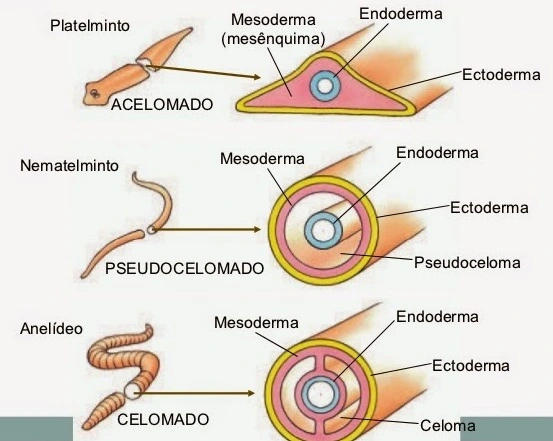 Platelminto
Mesoderma
(mesênquima)
Endoderma
Ectoderma
ACELOMADO
Nematelminto
Mesoderma
Endoderma
Ectoderma
Pseudoceloma
PSEUDOCELOMADO
Anelídeo
Mesoderma
Endoderma
Ectoderma
Celoma
CELOMADO